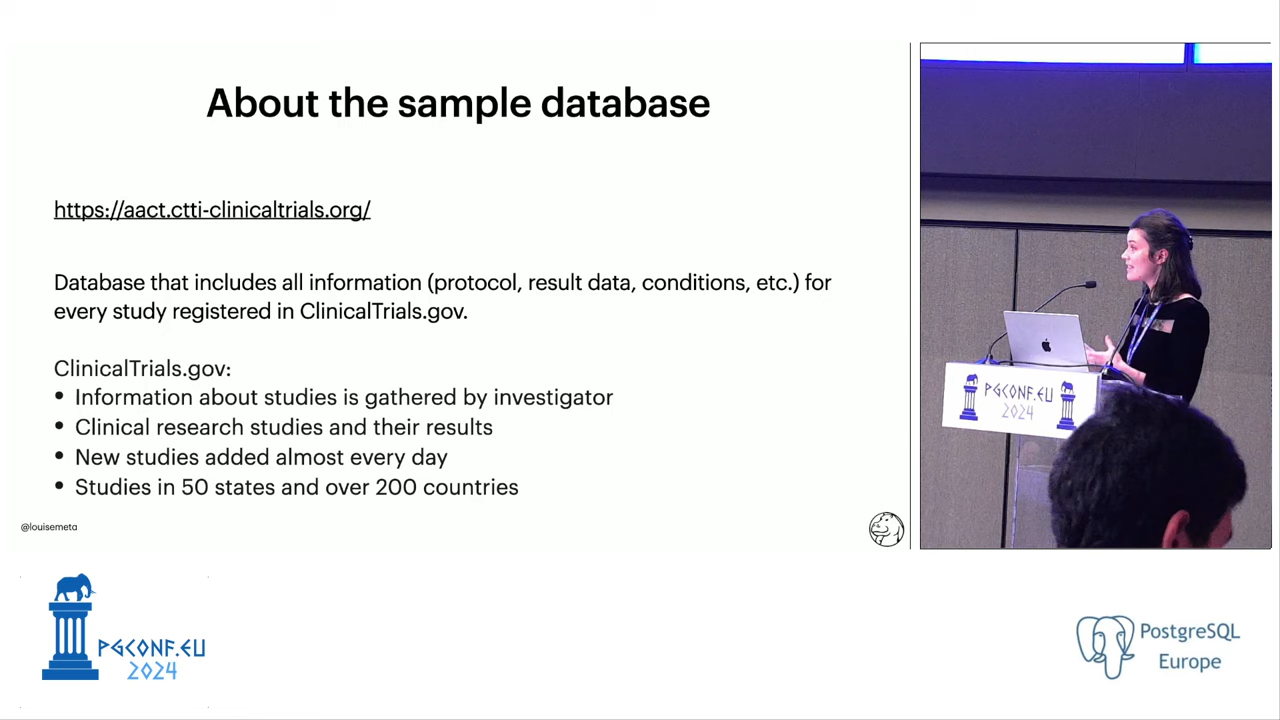 About the sample database
https://aact.ctti-clinicaltrials.org/
Database that includes all information (protocol, result data, conditions, etc.) for
every study registered in ClinicalTrials.gov.
ClinicalTrials.gov:
• Information about studies is gathered by investigator
• Clinical research studies and their results
• New studies added almost every day
• Studies in 50 states and over 200 countries
@louisemeta
PGCONF.EU
2024
PGCONF.EU
2024
PostgreSQL
Europe